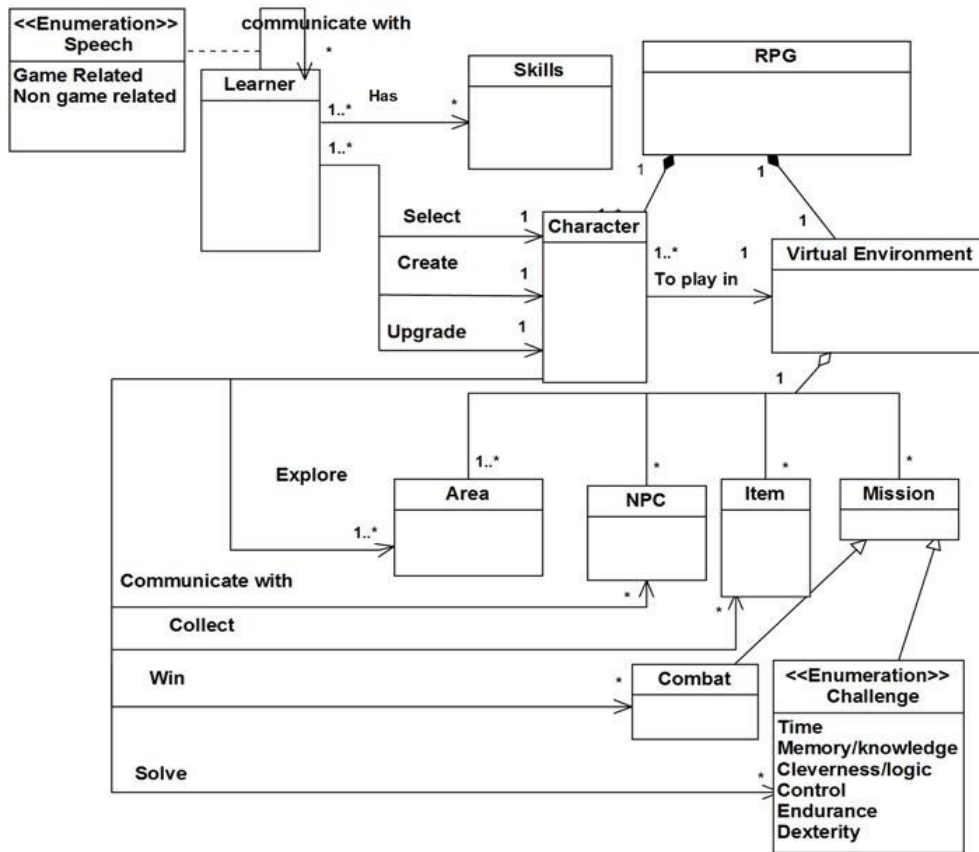 <<Enumeration>>
Speech
Game Related
Non game related
communicate with
*
Learner
1..*
Has
*
Skills
RPG
1..*
1
1
Select
1
Character
1..*
1
Virtual Environment
Create
1..*
1
To play in
1
Upgrade
1
1
Explore
1..*
Area
*
NPC
*
Item
*
Mission
1..*
Communicate with
*
Collect
*
Win
*
Combat
<<Enumeration>>
Challenge
Time
Memory/knowledge
Cleverness/logic
Control
Endurance
Dexterity
Solve
*